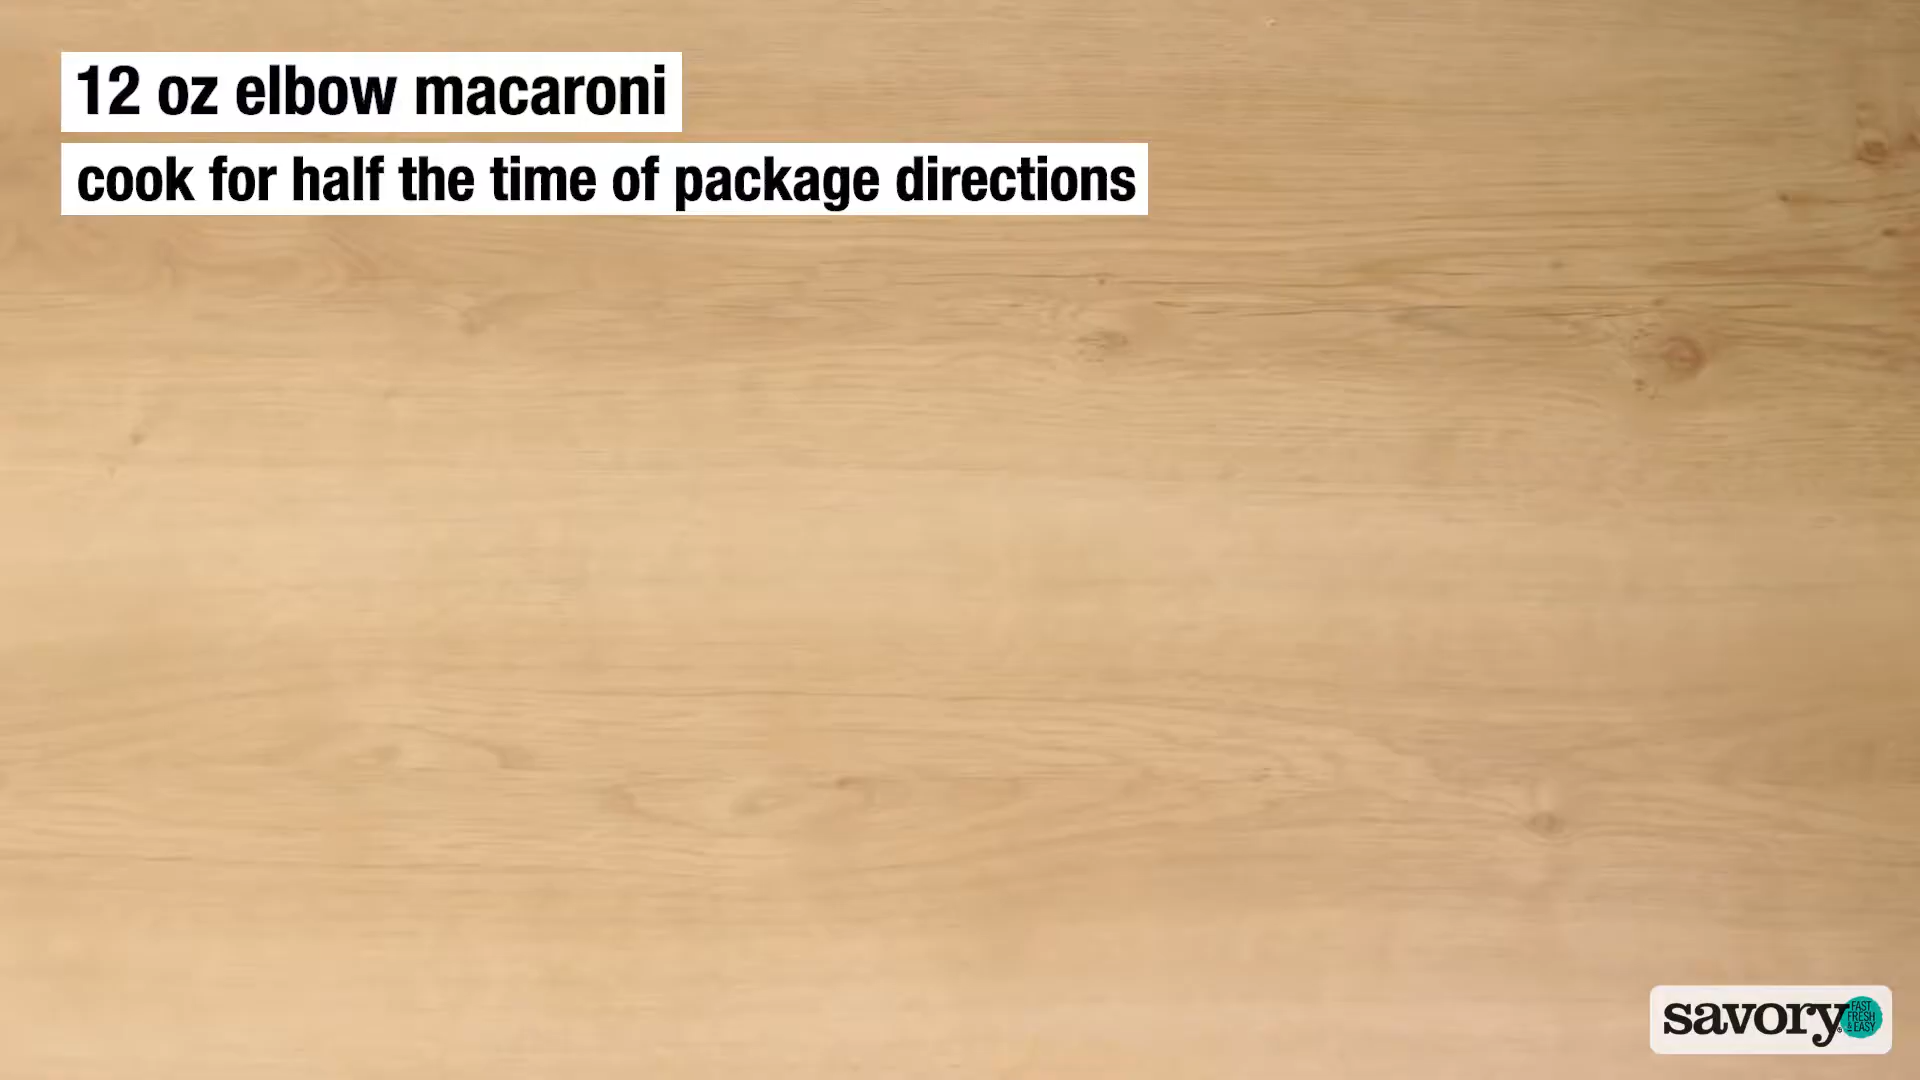 12 oz elbow macaroni
cook for half the time of package directions
savory
FAST
FRESH
& EASY